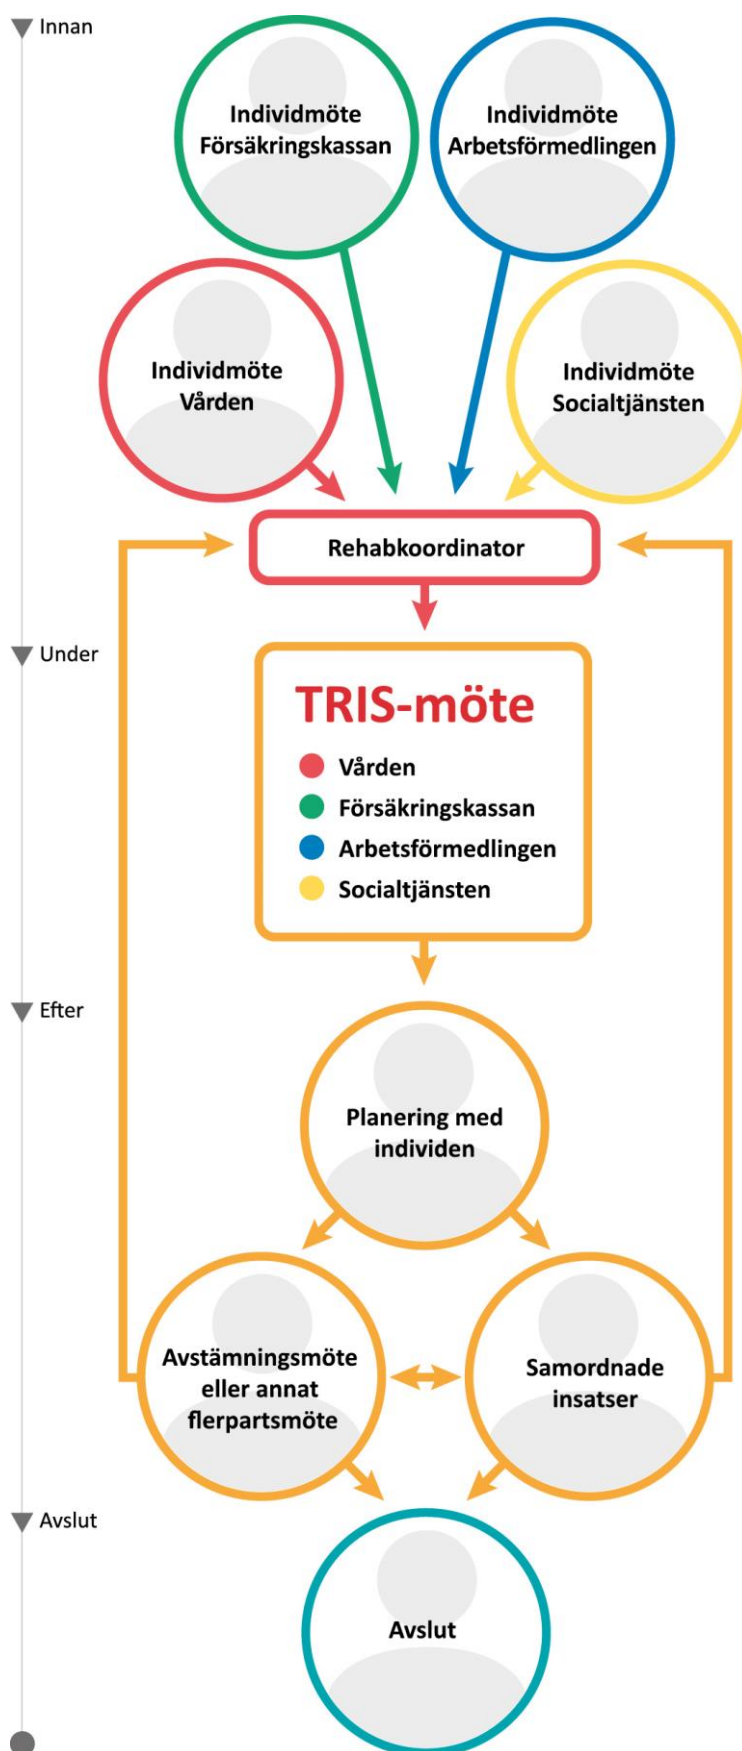 Innan
Individmöte
Försäkringskassan
Individmöte
Arbetsförmedlingen
Individmöte
Vården
Individmöte
Socialtjänsten
Rehabkoordinator
Under
TRIS-möte
Vården
Försäkringskassan
Arbetsförmedlingen
Socialtjänsten
Efter
Planering med
individen
Avstämningsmöte
eller annat
flerpartsmöte
Samordnade
insatser
Avslut
Avslut